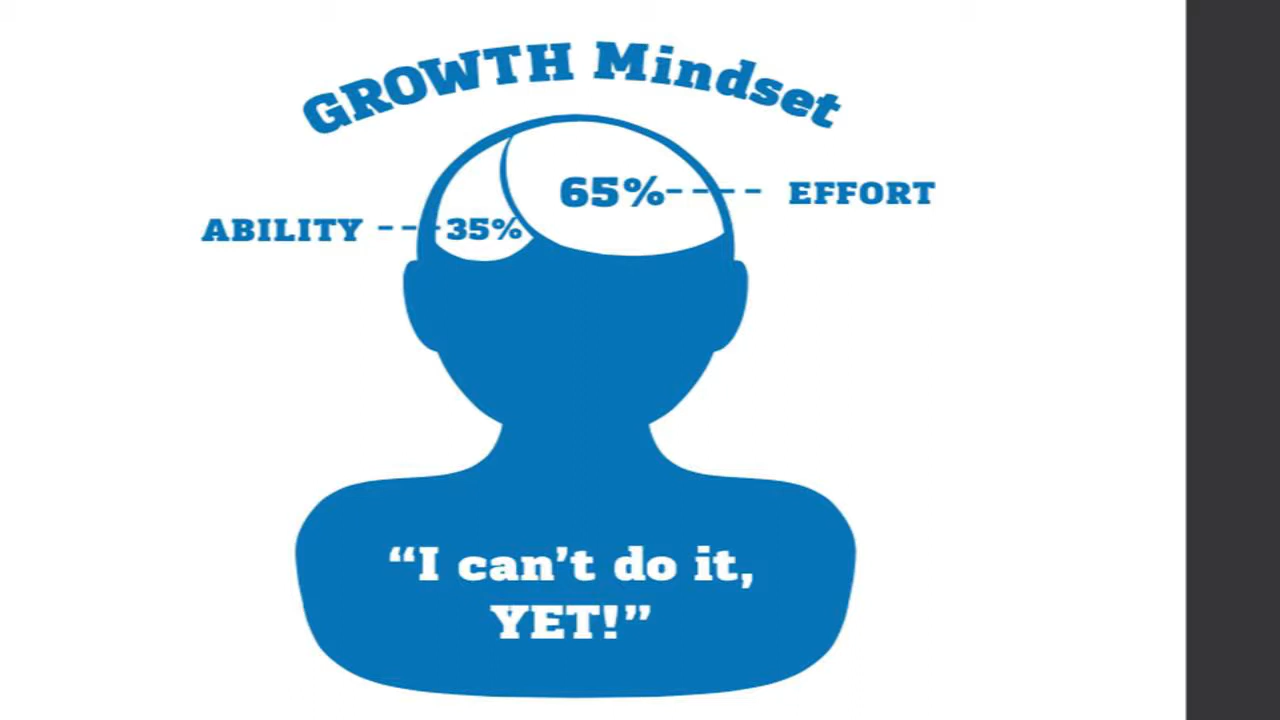 GROWTH Mindset
65%
EFFORT
ABILITY
35%
“I can’t do it,
YET!”